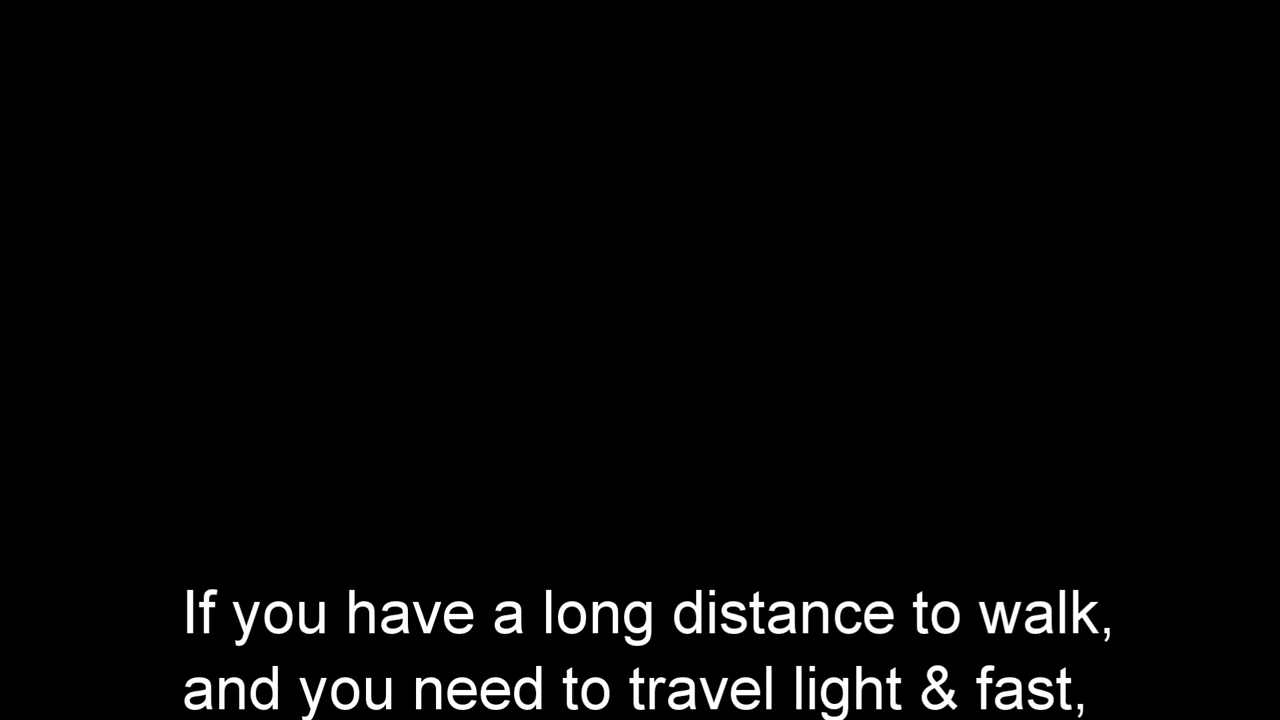 If you have a long distance to walk,
and you need to travel light & fast,